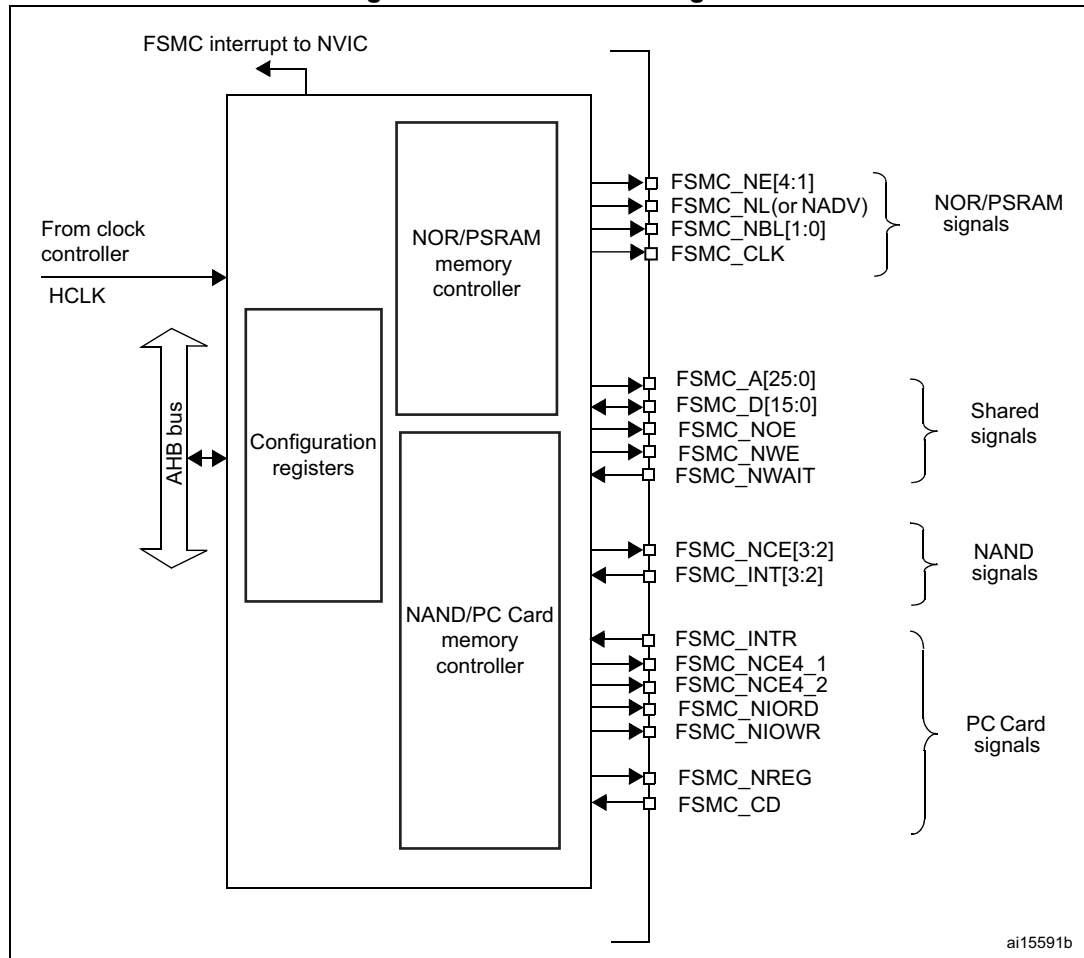 FSMC interrupt to NVIC
From clock
controller
HCLK
AHB bus
Configuration
registers
NOR/PSRAM
memory
controller
NAND/PC Card
memory
controller
FSMC_NE[4:1]
FSMC_NL(or NADV)
FSMC_NBL[1:0]
FSMC_CLK
NOR/PSRAM
signals
FSMC_A[25:0]
FSMC_D[15:0]
FSMC_NOE
FSMC_NWE
FSMC_NWAIT
Shared
signals
FSMC_NCE[3:2]
FSMC_INT[3:2]
NAND
signals
FSMC_INTR
FSMC_NCE4_1
FSMC_NCE4_2
FSMC_NIORD
FSMC_NIOWR
FSMC_NREG
FSMC_CD
PC Card
signals
ai15591b